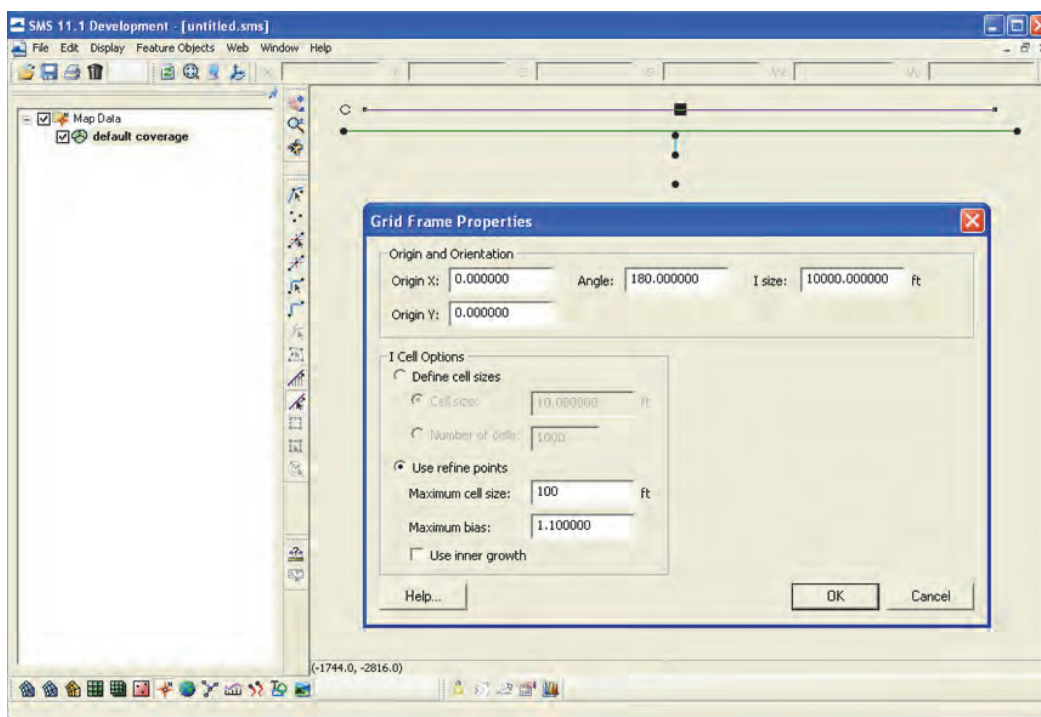 SMS 11.1 Development - [untitled.sms]
File Edit Display Feature Objects Web Window Help
Map Data
default coverage
Grid Frame Properties
Origin and Orientation
Origin X: 0.000000 Angle: 180.000000 I size: 10000.000000 ft
Origin Y: 0.000000
I Cell Options
Define cell sizes
Cell size: 10.000000 ft
Number of cells: 1000
Use refine points
Maximum cell size: 100 ft
Maximum bias: 1.100000
Use inner growth
Help... OK Cancel
(-1744.0, -2816.0)